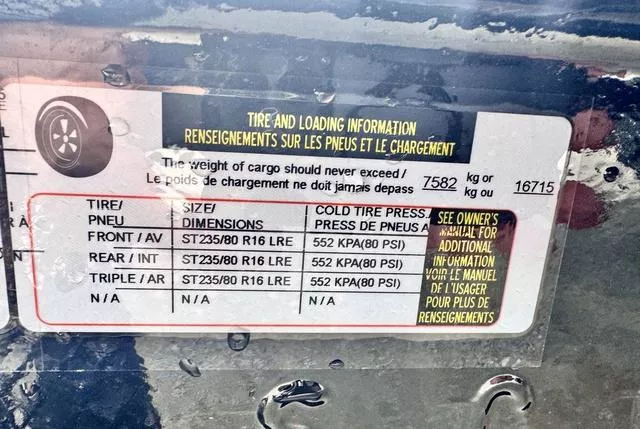 TIRE AND LOADING INFORMATION
RENSEIGNEMENTS SUR LES PNEUS ET LE CHARGEMENT
The weight of cargo should never exceed / 7582 kg or 16715
Le poids de chargement ne doit jamais depass kg ou
TIRE/ SIZE/ COLD TIRE PRESS
PNEU DIMENSIONS PRESS DE PNEUS A
FRONT / AV ST235/80 R16 LRE 552 KPA(80 PSI)
REAR / INT ST235/80 R16 LRE 552 KPA(80 PSI)
TRIPLE / AR ST235/80 R16 LRE 552 KPA(80 PSI)
N / A N / A N / A
SEE OWNER'S
MANUAL FOR
ADDITIONAL
INFORMATION
VOIR LE MANUEL
DE L'USAGER
POUR PLUS DE
RENSEIGNEMENTS